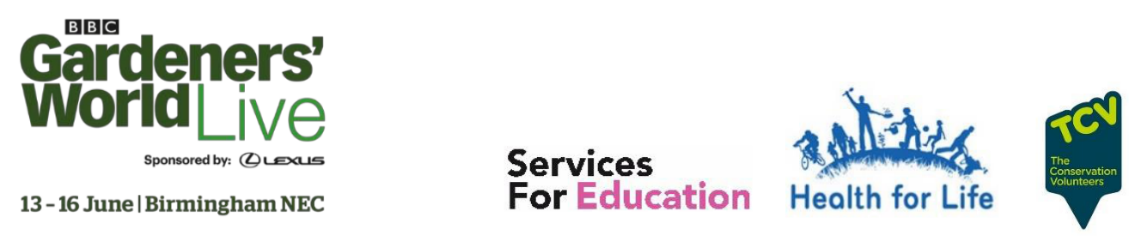 BBC
Gardeners'
World Live
Sponsored by: LEXUS
13 - 16 June | Birmingham NEC
Services
For Education
Health for Life
TCV
The
Conservation
Volunteers